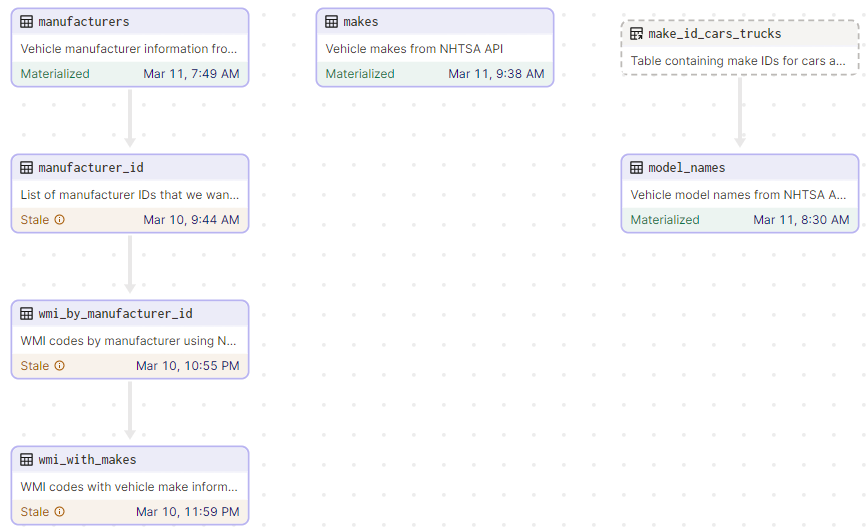 manufacturers
Vehicle manufacturer information fro...
Materialized Mar 11, 7:49 AM
manufacturer_id
List of manufacturer IDs that we wan...
Stale Mar 10, 9:44 AM
wmi_by_manufacturer_id
WMI codes by manufacturer using N...
Stale Mar 10, 10:55 PM
wmi_with_makes
WMI codes with vehicle make inform...
Stale Mar 10, 11:59 PM
makes
Vehicle makes from NHTSA API
Materialized Mar 11, 9:38 AM
make_id_cars_trucks
Table containing make IDs for cars a...
model_names
Vehicle model names from NHTSA A...
Materialized Mar 11, 8:30 AM